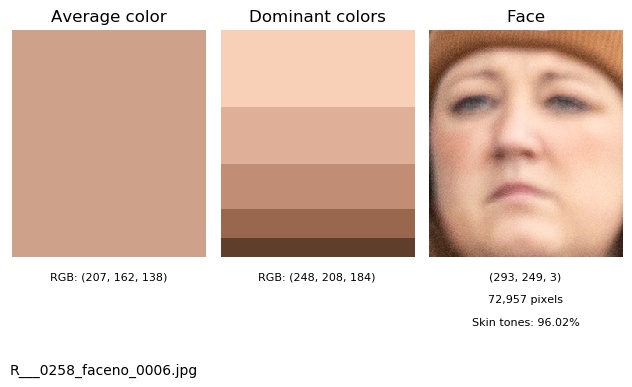 Average color
Dominant colors
Face
RGB: (207, 162, 138)
RGB: (248, 208, 184)
(293, 249, 3)
72,957 pixels
Skin tones: 96.02%
R___0258_faceno_0006.jpg